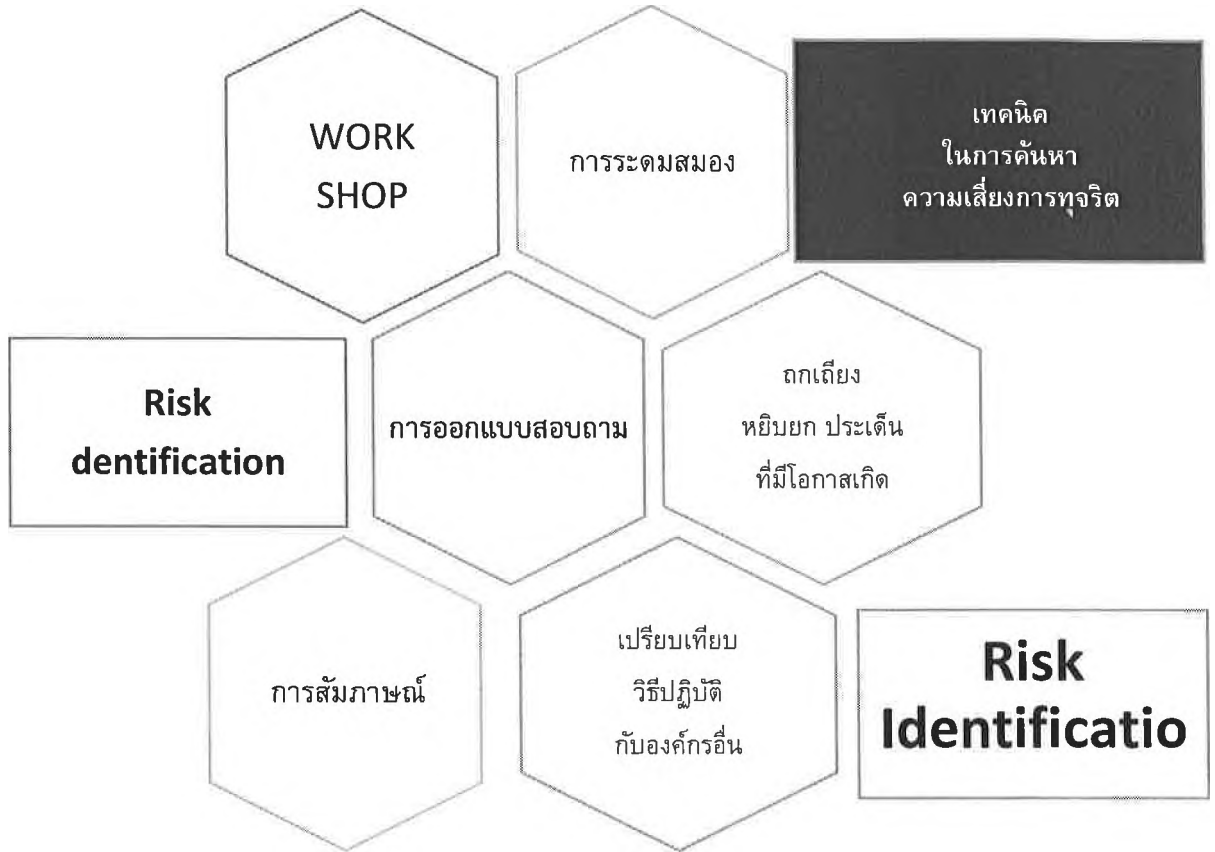 WORK
SHOP
การระดมสมอง
เทคนิค
ในการค้นหา
ความเสี่ยงการทุจริต
Risk
dentification
การออกแบบสอบถาม
ถกเถียง
หยิบยก ประเด็น
ที่มีโอกาสเกิด
การสัมภาษณ์
เปรียบเทียบ
วิธีปฏิบัติ
กับองค์กรอื่น
Risk
Identificatio